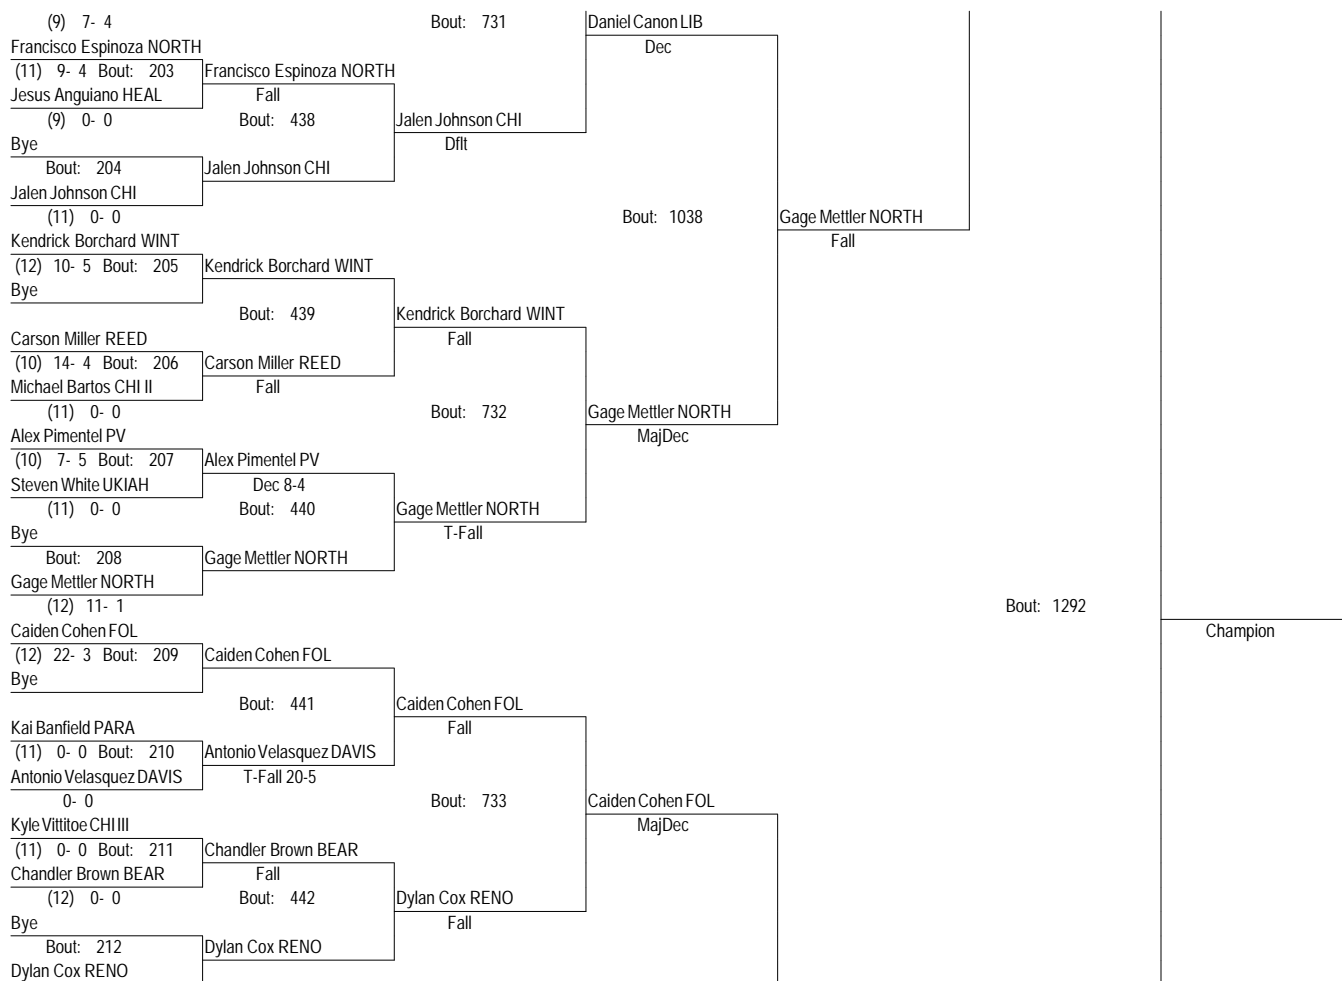 (9) 7- 4 Bout: 731 Daniel Canon LIB
Francisco Espinoza NORTH Dec
(11) 9- 4 Bout: 203 Francisco Espinoza NORTH
Jesus Anguiano HEAL Fall
(9) 0- 0 Bout: 438 Jalen Johnson CHI
Bye Dflt
Bout: 204 Jalen Johnson CHI
Jalen Johnson CHI
(11) 0- 0 Bout: 1038 Gage Mettler NORTH
Kendrick Borchard WINT Fall
(12) 10- 5 Bout: 205 Kendrick Borchard WINT
Bye
Bout: 439 Kendrick Borchard WINT
Carson Miller REED Fall
(10) 14- 4 Bout: 206 Carson Miller REED
Michael Bartos CHI II Fall
(11) 0- 0 Bout: 732 Gage Mettler NORTH
Alex Pimentel PV MajDec
(10) 7- 5 Bout: 207 Alex Pimentel PV
Steven White UKIAH Dec 8-4
(11) 0- 0 Bout: 440 Gage Mettler NORTH
Bye T-Fall
Bout: 208 Gage Mettler NORTH
Gage Mettler NORTH
(12) 11- 1 Bout: 1292
Caiden Cohen FOL Champion
(12) 22- 3 Bout: 209 Caiden Cohen FOL
Bye
Bout: 441 Caiden Cohen FOL
Kai Banfield PARA Fall
(11) 0- 0 Bout: 210 Antonio Velasquez DAVIS
Antonio Velasquez DAVIS T-Fall 20-5
0- 0 Bout: 733 Caiden Cohen FOL
Kyle Vittitoe CHI III MajDec
(11) 0- 0 Bout: 211 Chandler Brown BEAR
Chandler Brown BEAR Fall
(12) 0- 0 Bout: 442 Dylan Cox RENO
Bye Fall
Bout: 212 Dylan Cox RENO
Dylan Cox RENO